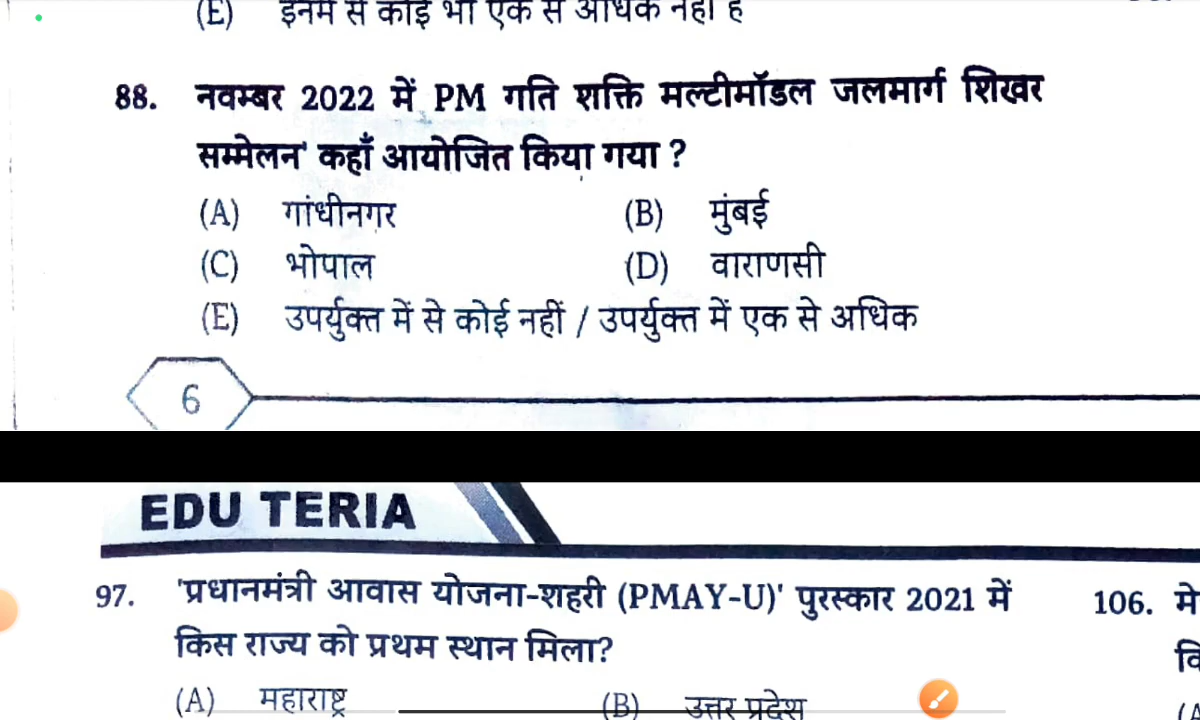 (E) इनमें से कोई भी एक से अधिक नहीं है
88. नवम्बर 2022 में PM गति शक्ति मल्टीमॉडल जलमार्ग शिखर
सम्मेलन' कहाँ आयोजित किया गया ?
(A) गांधीनगर (B) मुंबई
(C) भोपाल (D) वाराणसी
(E) उपर्युक्त में से कोई नहीं / उपर्युक्त में एक से अधिक
6
EDU TERIA
97. 'प्रधानमंत्री आवास योजना-शहरी (PMAY-U)' पुरस्कार 2021 में
किस राज्य को प्रथम स्थान मिला?
(A) महाराष्ट्र (B) उत्तर प्रदेश
106. मे